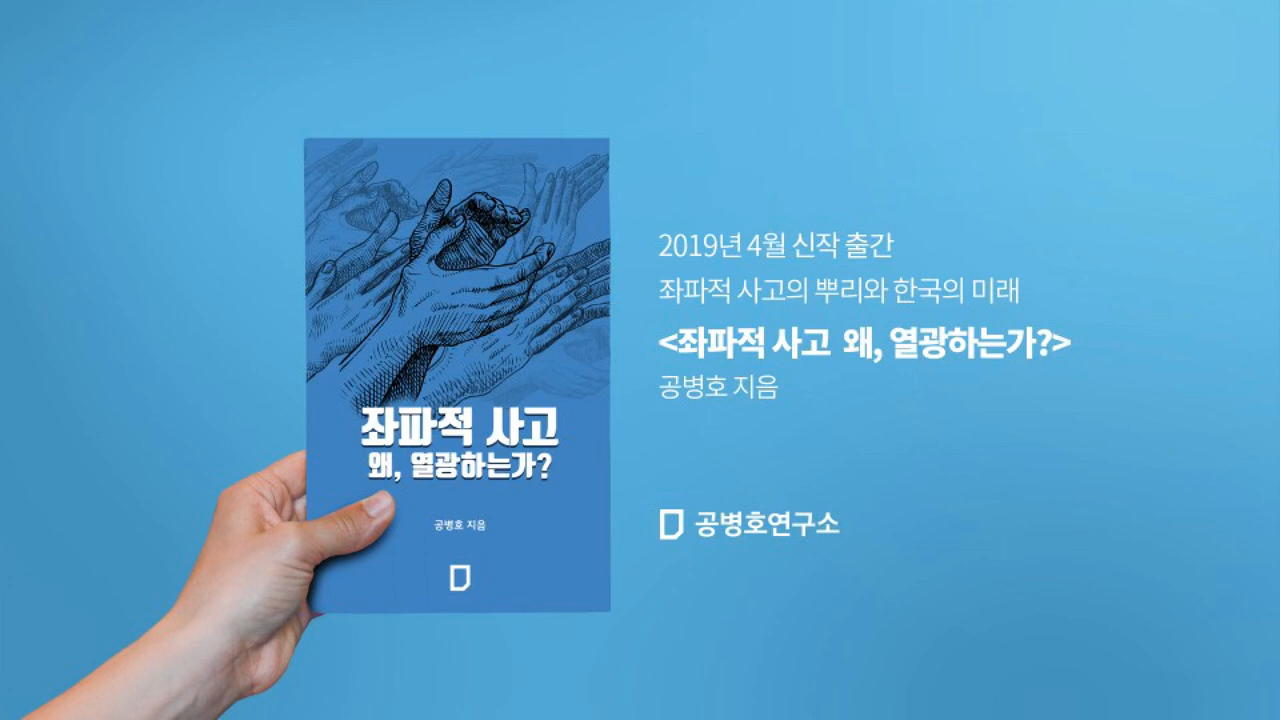 좌파적 사고
왜, 열광하는가?
공병호 지음
2019년 4월 신작 출간
좌파적 사고의 뿌리와 한국의 미래
<좌파적 사고 왜, 열광하는가?>
공병호 지음
공병호연구소